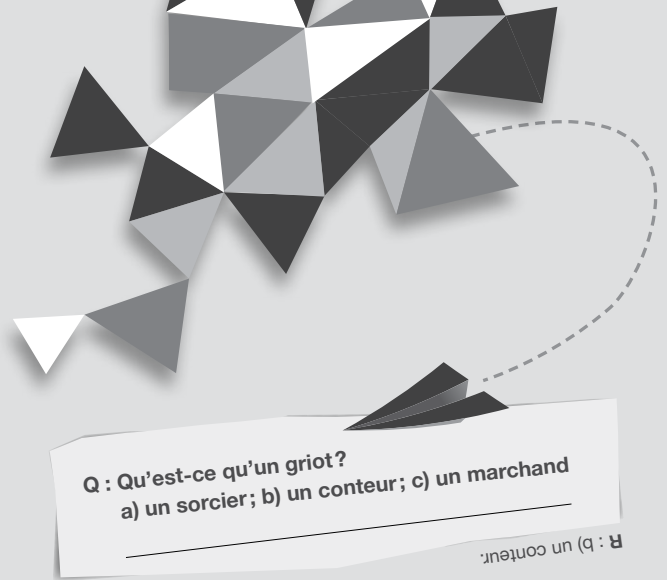 Q : Qu’est-ce qu’un griot ?
a) un sorcier ; b) un conteur ; c) un marchand
R : b) un conteur.